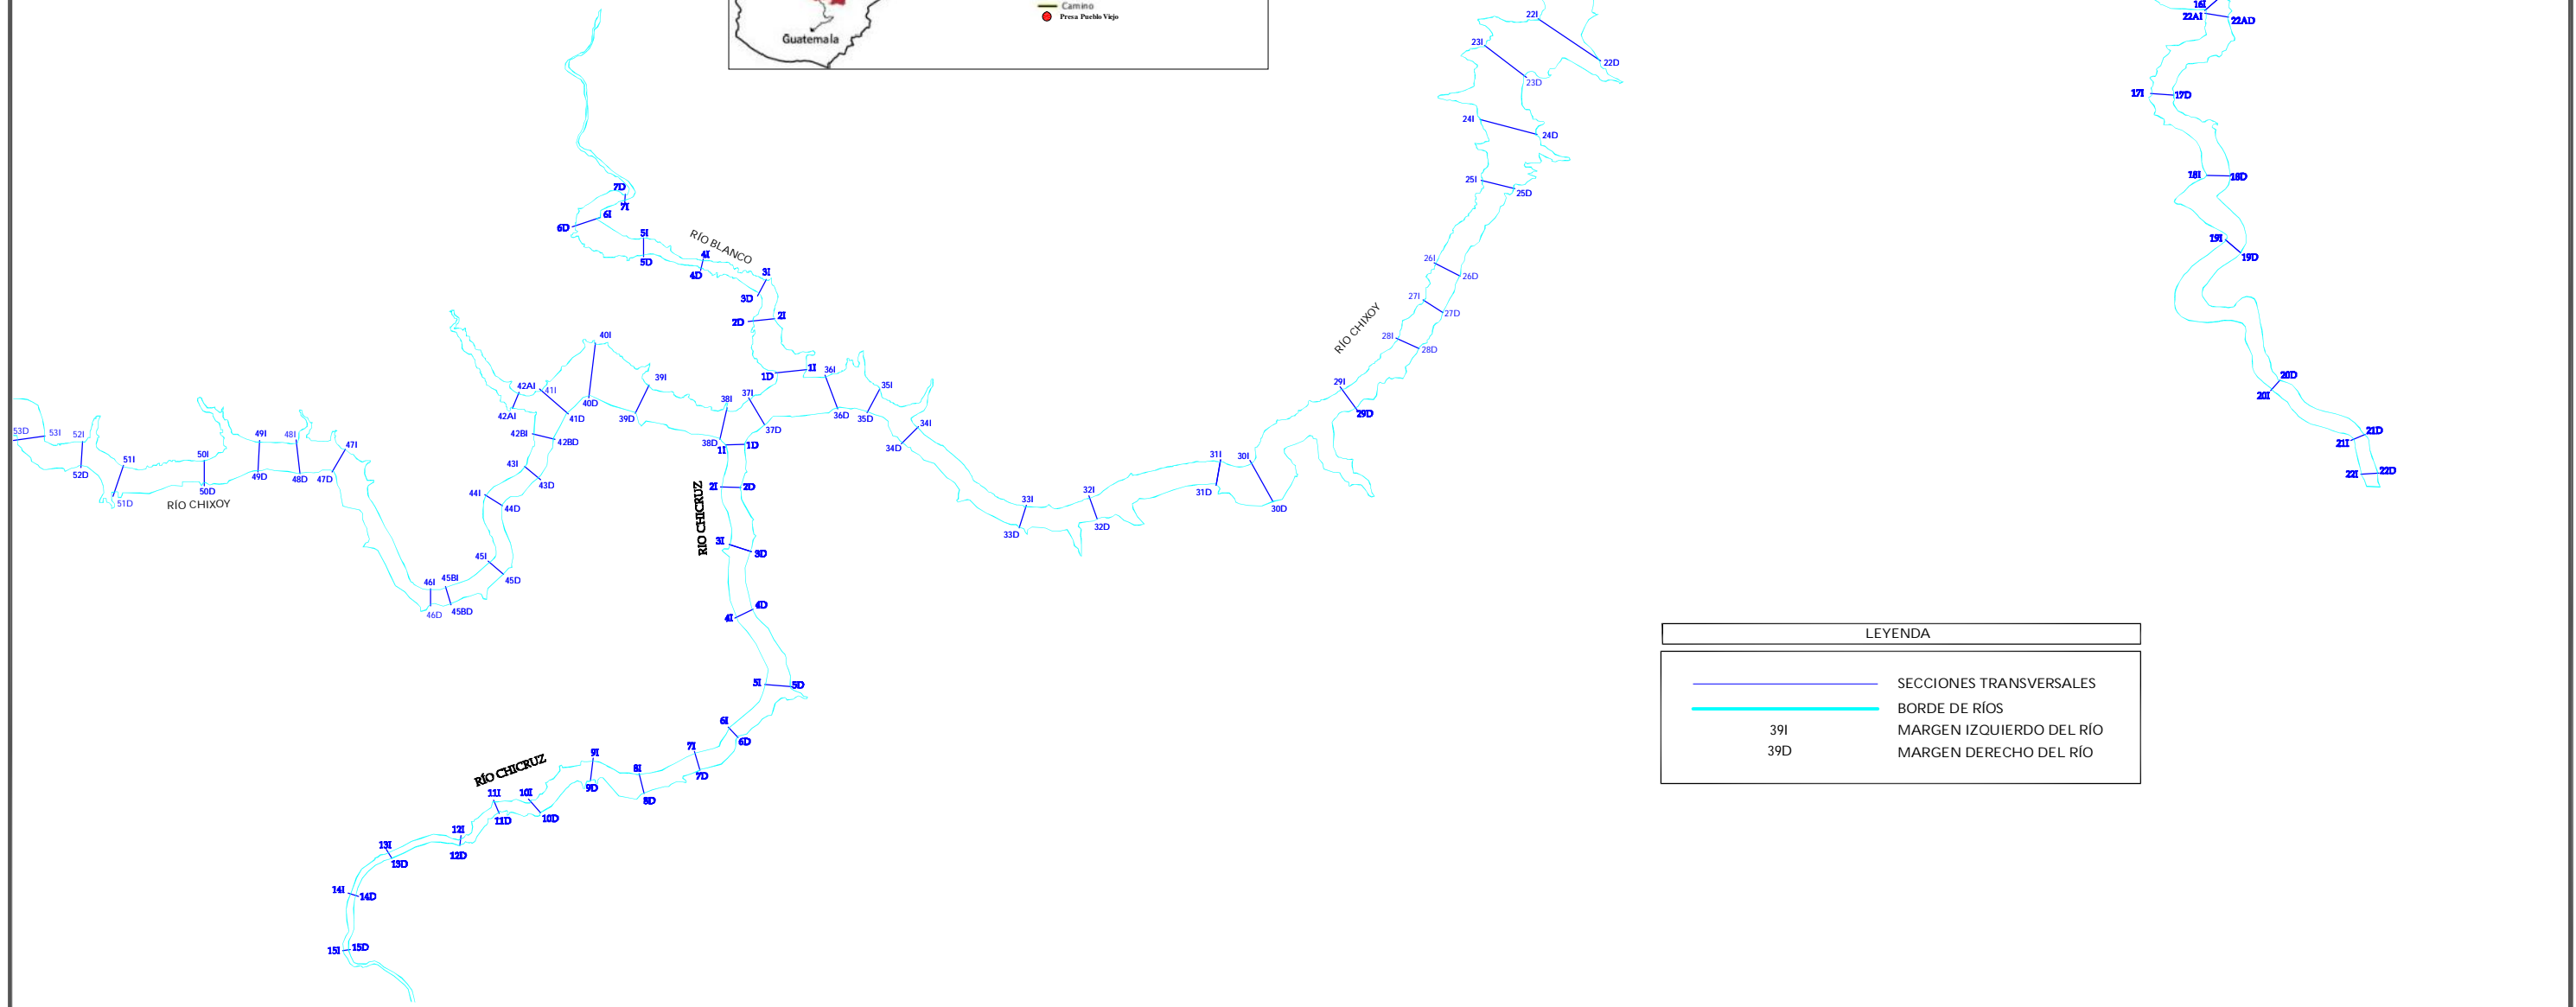 Camino
Presa Pueblo Viejo
Guatemala
16I
22AI
22AD
22I
22D
23I
23D
17I
17D
24I
24D
25I
25D
18I
18D
7D
7I
6I
6D
5I
5D
RÍO BLANCO
4I
4D
3I
3D
2D
2I
1D
1I
19I
19D
26I
26D
27I
27D
28I
28D
RÍO CHIXOY
29I
29D
20D
20I
40I
40D
39I
39D
42AI
41I
42AI
41D
42BI
42BD
38I
37I
38D
37D
1I
1D
36I
36D
35I
35D
34I
34D
53D
53I
52I
52D
51I
51D
50I
50D
RÍO CHIXOY
49I
49D
48I
48D
47I
47D
43I
43D
44I
44D
45I
45D
46I
45BI
46D
45BD
2I
2D
RÍO CHICRUZ
3I
3D
33I
33D
32I
32D
31I
31D
30I
30D
21D
21I
22I
22D
4D
4I
5I
5D
6I
6D
7I
7D
8I
8D
9I
9D
RÍO CHICRUZ
10I
10D
11I
11D
12I
12D
13I
13D
14I
14D
15I
15D
LEYENDA
SECCIONES TRANSVERSALES
BORDE DE RÍOS
39I MARGEN IZQUIERDO DEL RÍO
39D MARGEN DERECHO DEL RÍO